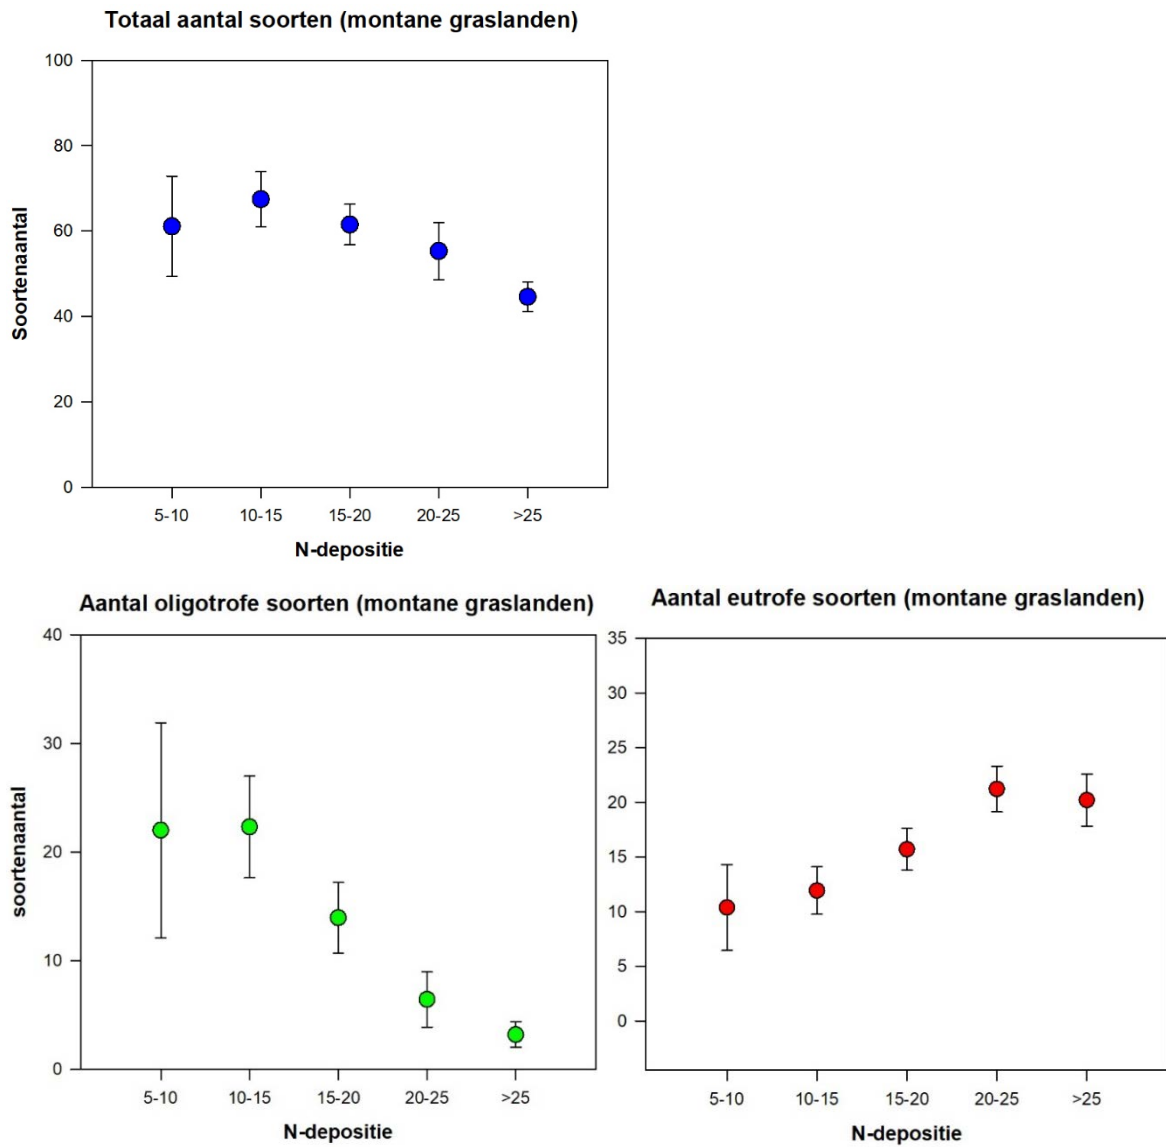 Totaal aantal soorten (montane graslanden)
Soortenaantal
100
80
60
40
20
0
5-10 10-15 15-20 20-25 >25
N-depositie
Aantal oligotrofe soorten (montane graslanden)
soortenaantal
40
30
20
10
0
5-10 10-15 15-20 20-25 >25
N-depositie
Aantal eutrofe soorten (montane graslanden)
35
30
25
20
15
10
5
0
5-10 10-15 15-20 20-25 >25
N-depositie